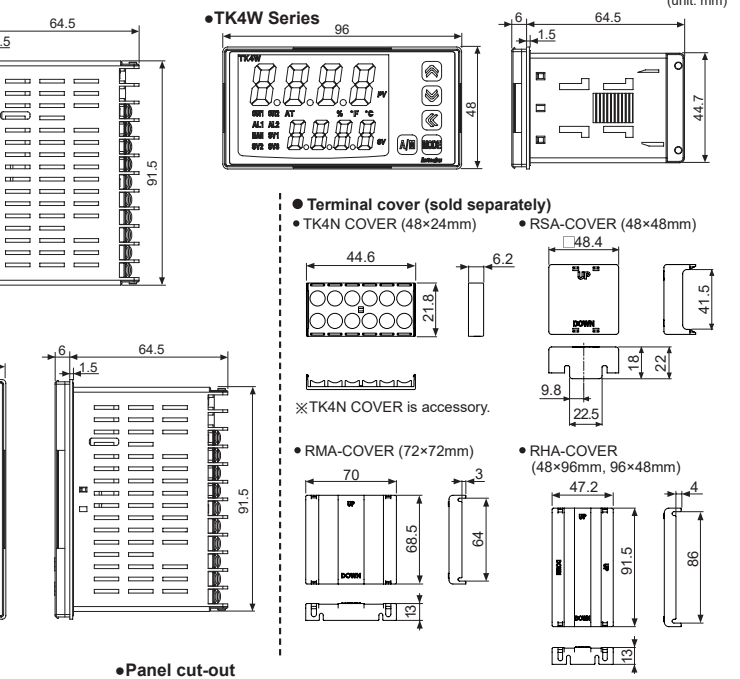 (unit: mm)
64.5
.5
91.5
●TK4W Series
96
48
TK4W
PV
OUT1 OUT2 AT % °F °C
AL1 AL2
MAN SV1
SV2 SV3
SV
A/M MODE
Autonics
6 64.5
1.5
44.7
● Terminal cover (sold separately)
● TK4N COVER (48×24mm)
44.6
6.2
21.8
※TK4N COVER is accessory.
● RSA-COVER (48×48mm)
□48.4
UP
DOWN
41.5
18
22
9.8
22.5
6 64.5
1.5
91.5
● RMA-COVER (72×72mm)
70
3
UP
DOWN
68.5
64
13
● RHA-COVER
(48×96mm, 96×48mm)
47.2
4
UP
DOWN
UP
DOWN
91.5
86
13
●Panel cut-out